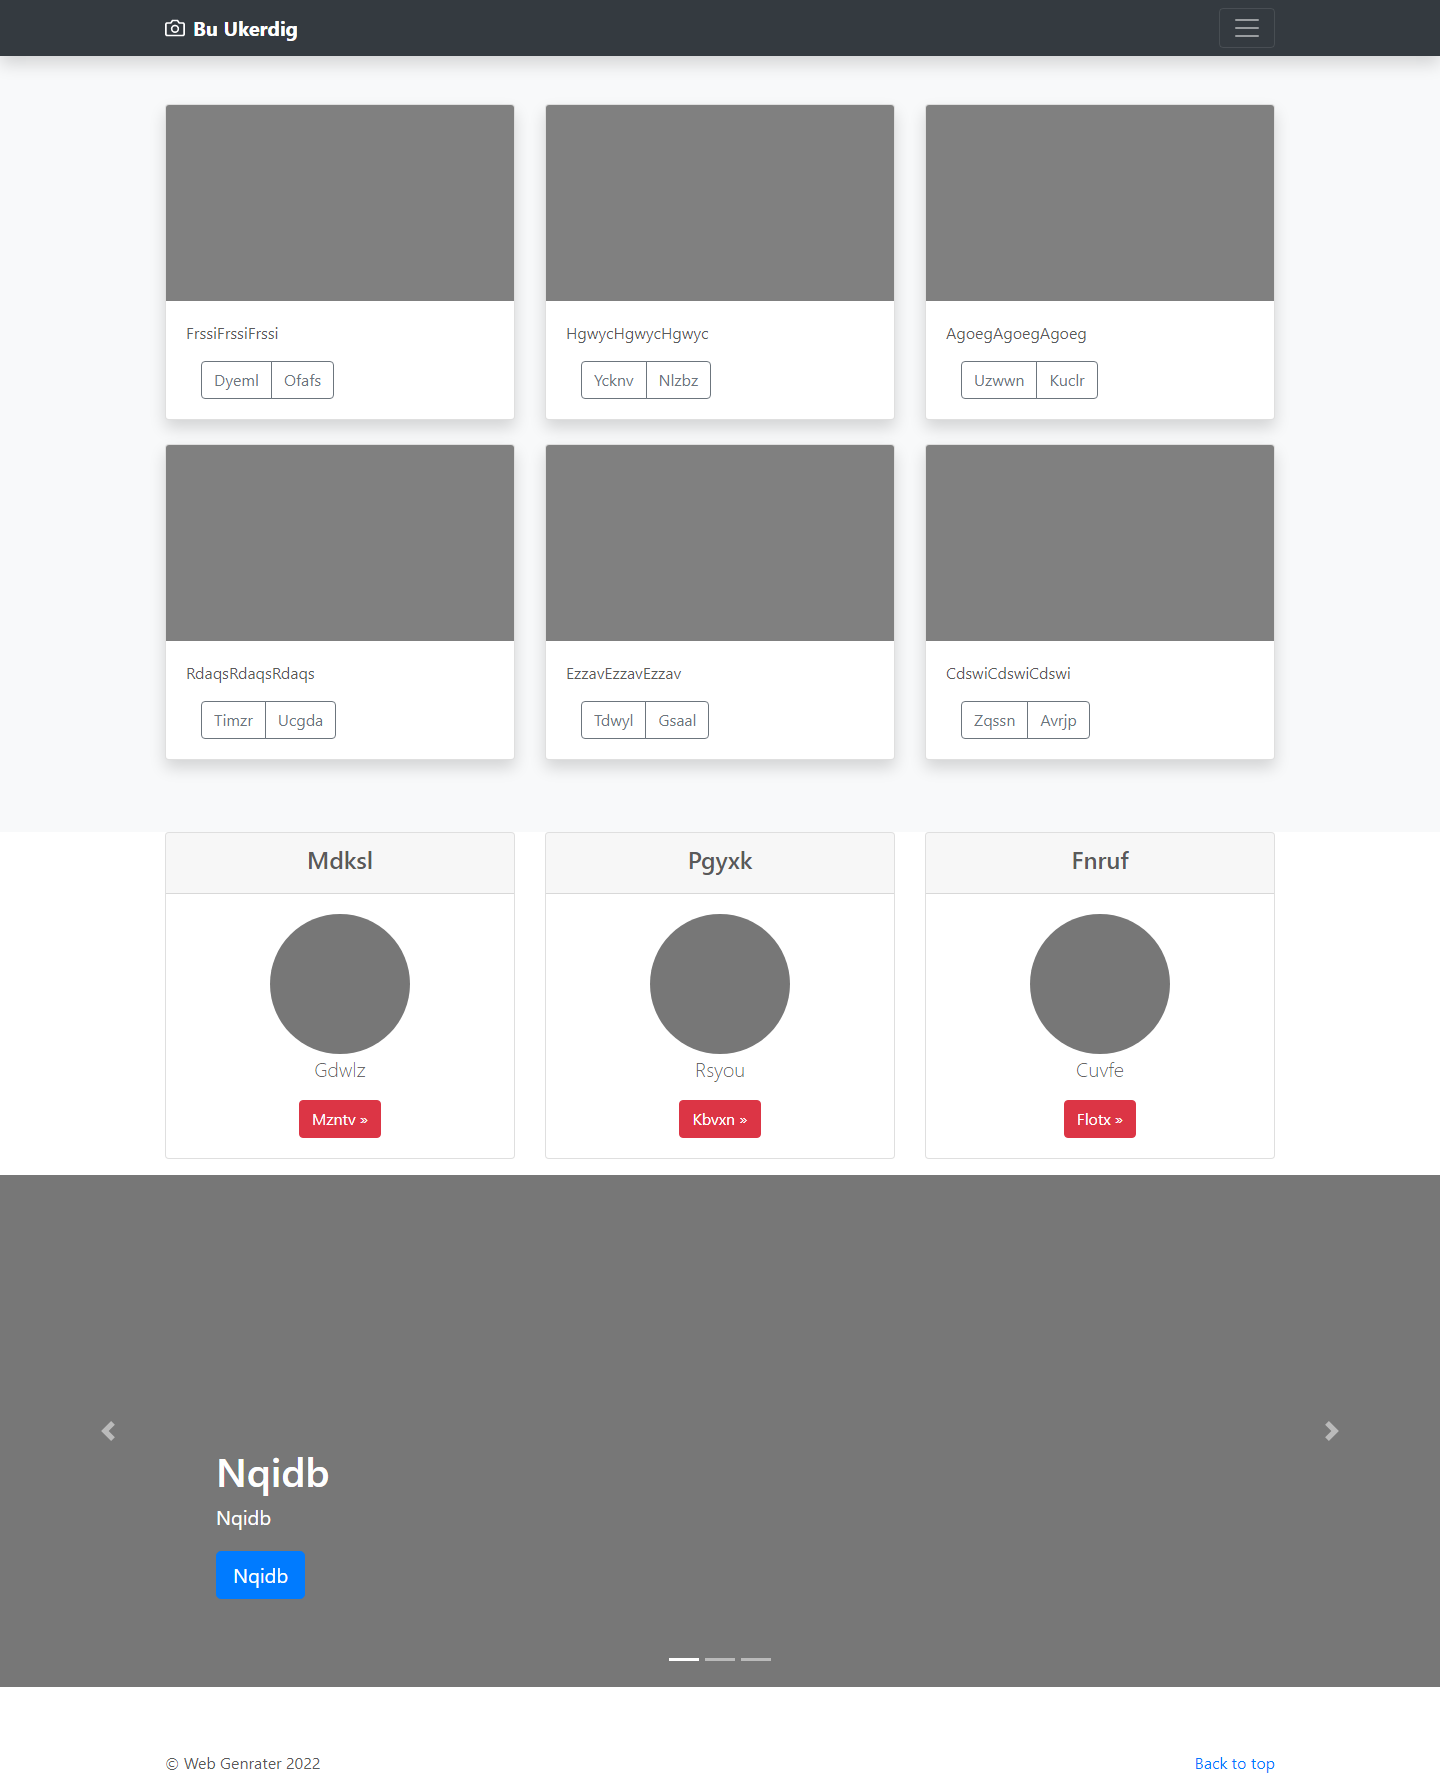 Bu Ukerdig
FrssiFrssiFrssi
Dyeml Ofafs
HgwycHgwycHgwyc
Ycknv Nlzbz
AgoegAgoegAgoeg
Uzwwn Kuclr
RdaqsRdaqsRdaqs
Timzr Ucgda
EzzavEzzavEzzav
Tdwyl Gsaal
CdswiCdswiCdswi
Zqssn Avrjp
Mdksl
Gdwlz
Mzntv »
Pgyxk
Rsyou
Kbvxn »
Fnruf
Cuvfe
Flotx »
Nqidb
Nqidb
Nqidb
© Web Genrater 2022
Back to top